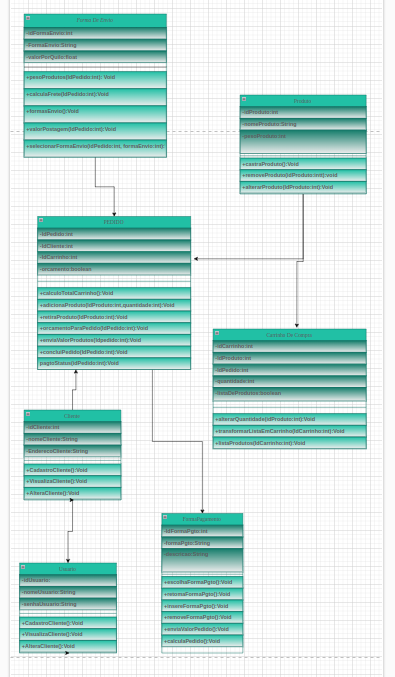 Forma De Envio
-idFormaEnvio:int
-FormaEnvio:String
-valorPorQuilo:float
+pesoProdutos(idPedido:int): Void
+calculaFrete(idPedido:int):Void
+formasEnvio():Void
+valorPostagem(idPedido:int):Void
+selecionarFormaEnvio(idPedido:int, formaEnvio:int):
Produto
-idProduto:int
-nomeProduto:String
-pesoProduto:int
+castraProduto():Void
+removeProduto(idProduto:int):void
+alterarProduto(idProduto:int):Void
PEDIDO
-idPedido:int
-idCliente:int
-idCarrinho:int
-orcamento:boolean
+calculoTotalCarrinho():Void
+adicionaProduto(idProduto:int,quantidade:int):Void
+retiraProduto(idProduto:int):Void
+orcamentoParaPedido(idPedido:int):Void
+enviaValorProdutos(idpedido:int):Void
+concluiPedido(idPedido:int):Void
pagtoStatus(idPedido:int):Void
Carrinho De Compra
-idCarrinho:int
-idProduto:int
-idPedido:int
-quantidade:int
-listaDeProdutos:boolean
+alterarQuantidade(idProduto:int):Void
+transformarListaEmCarrinho(idCarrinho:int):Void
+listaProdutos(idCarrinho:int):Void
Cliente
-idCliente:int
-nomeCliente:String
-EnderecoCliente:String
+CadastroCliente():Void
+VisualizaCliente():Void
+AlteraCliente():Void
FormaPagamento
-idFormaPgto:int
-formaPgto:String
-descricao:String
+escolhaFormaPgto():Void
+retornaFormaPgto():Void
+insereFormaPgto():Void
+removeFormaPgto():Void
+enviaValorPedido():Void
+calculaPedido():Void
Usuario
-idUsuario:
-nomeUsuario:String
-senhaUsuario:String
+CadastroCliente():Void
+VisualizaCliente():Void
+AlteraCliente():Void